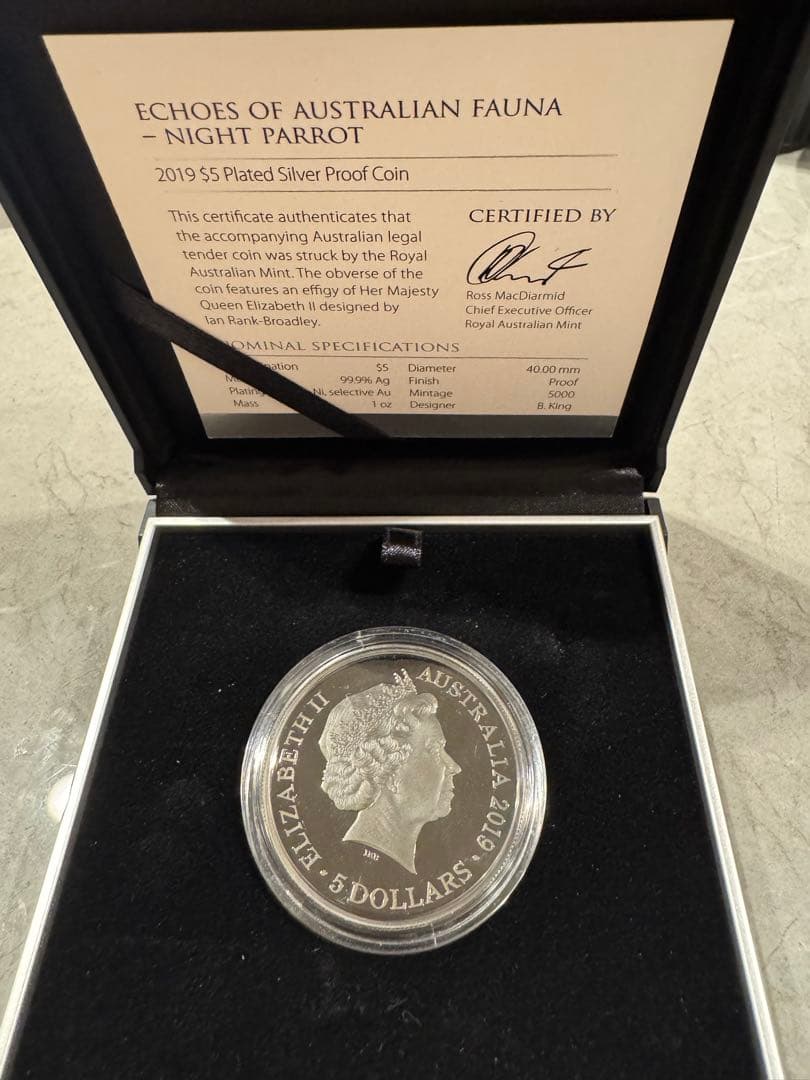 ECHOES OF AUSTRALIAN FAUNA
– NIGHT PARROT
2019 $5 Plated Silver Proof Coin
This certificate authenticates that
the accompanying Australian legal
tender coin was struck by the Royal
Australian Mint. The obverse of the
coin features an effigy of Her Majesty
Queen Elizabeth II designed by
Ian Rank-Broadley.
CERTIFIED BY
Ross MacDiarmid
Chief Executive Officer
Royal Australian Mint
SPECIFICATIONS
$5 Diameter 40.00 mm
99.9% Ag Finish Proof
Plating Ni, selective Au Mintage 5000
Mass 1 oz Designer B. King
ELIZABETH II
AUSTRALIA 2019
5 DOLLARS
IRB